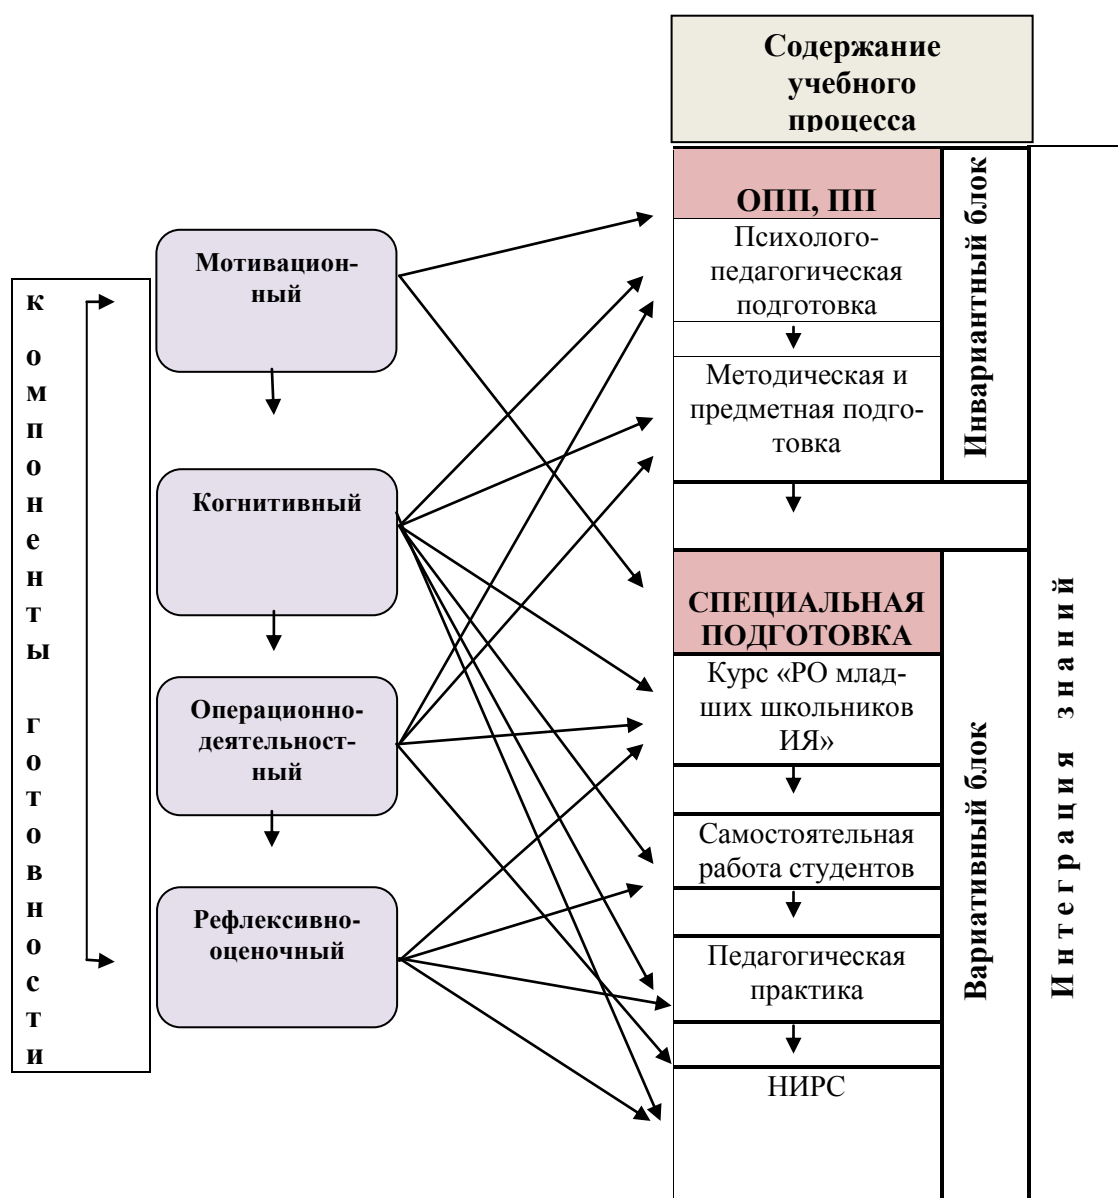 Содержание
учебного
процесса
ОПП, ПП
Психолого-
педагогическая
подготовка
Методическая и
предметная подго-
товка
Инвариантный блок
СПЕЦИАЛЬНАЯ
ПОДГОТОВКА
Курс «РО млад-
ших школьников
ИЯ»
Самостоятельная
работа студентов
Педагогическая
практика
НИРС
Вариативный блок
Интеграция знаний
компоненты готовности
Мотивацион-
ный
Когнитивный
Операционно-
деятельност-
ный
Рефлексивно-
оценочный